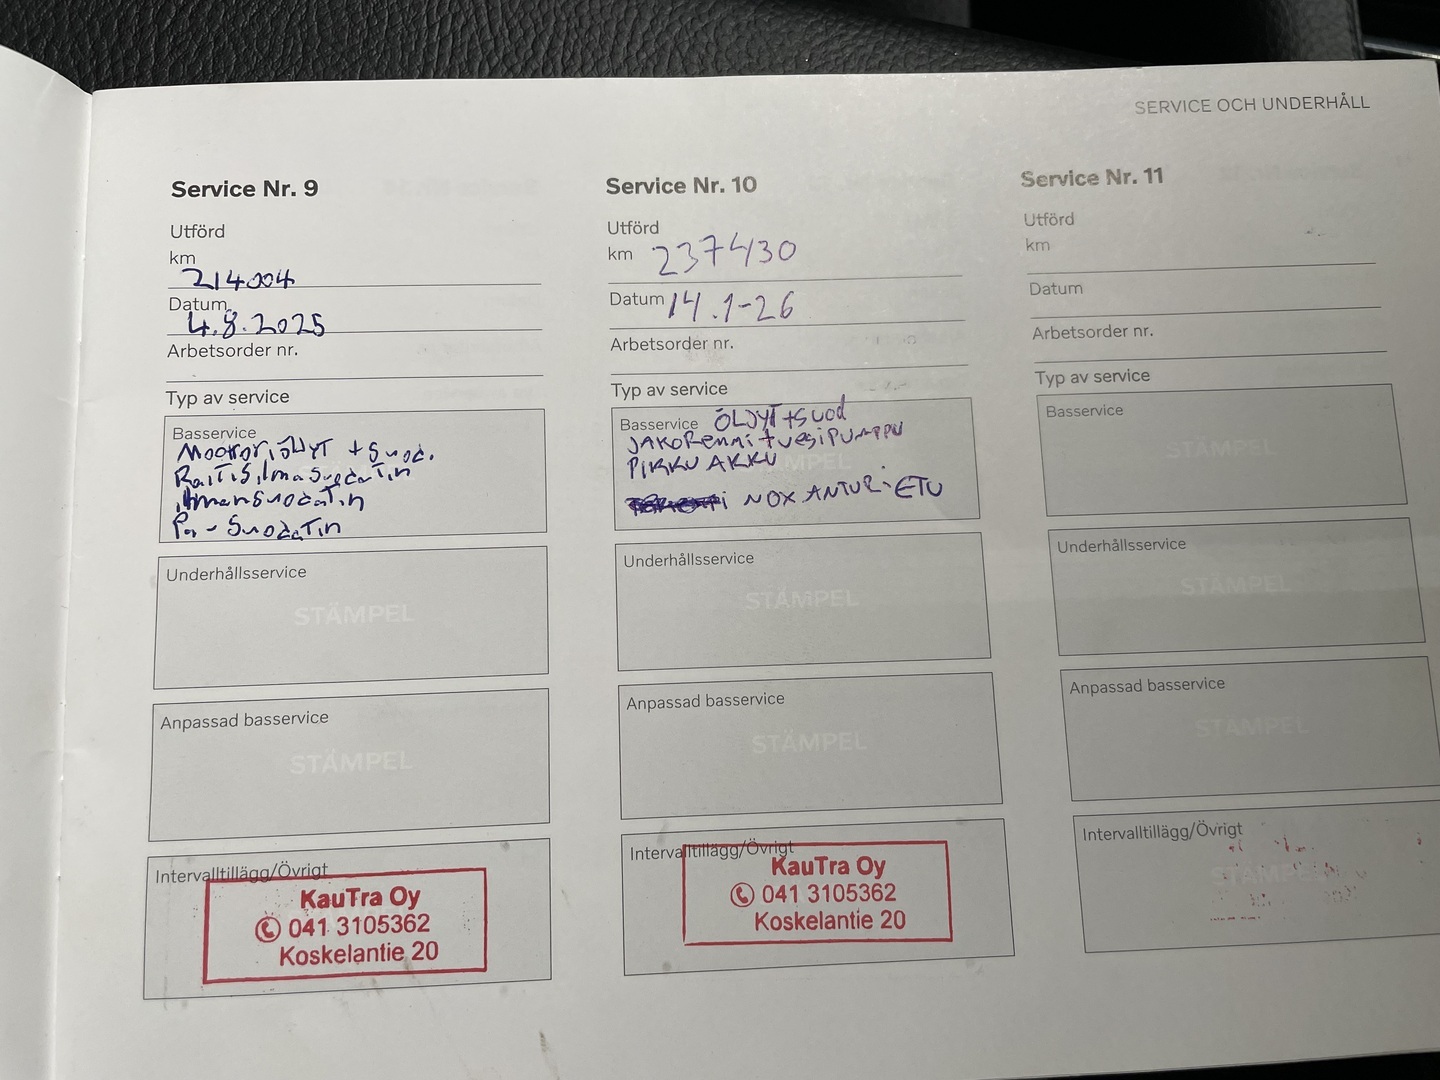 SERVICE OCH UNDERHÅLL
Service Nr. 9
Utförd
km
214004
Datum
4.8.2025
Arbetsorder nr.
Typ av service
Basservice
Moottoriöljyt + Suod.
RaiTiSilmaSuodaTin
ilmanSuodaTin
Pa - SuodaTin
Underhållsservice
STÄMPEL
Anpassad basservice
STÄMPEL
Intervalltillägg/Övrigt
KauTra Oy
041 3105362
Koskelantie 20
Service Nr. 10
Utförd
km 237430
Datum 14.1-26
Arbetsorder nr.
Typ av service
Basservice ÖLJYT+Suod
JAKOREMMI + VESIPUMPPU
PIKKU AKKU
NOX ANTURI-ETU
Underhållsservice
STÄMPEL
Anpassad basservice
STÄMPEL
Intervalltillägg/Övrigt
KauTra Oy
041 3105362
Koskelantie 20
Service Nr. 11
Utförd
km
Datum
Arbetsorder nr.
Typ av service
Basservice
STÄMPEL
Underhållsservice
STÄMPEL
Anpassad basservice
STÄMPEL
Intervalltillägg/Övrigt
STÄMPEL